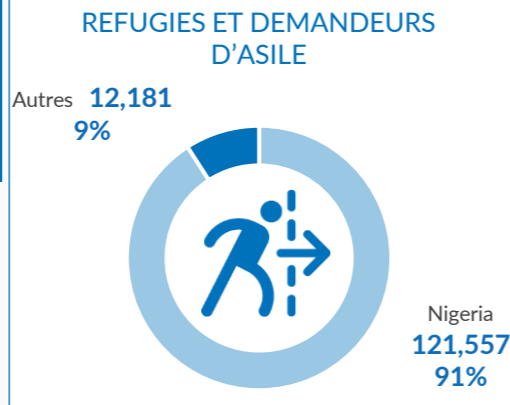 REFUGIES ET DEMANDEURS
D'ASILE
Autres 12,181
9%
Nigeria
121,557
91%